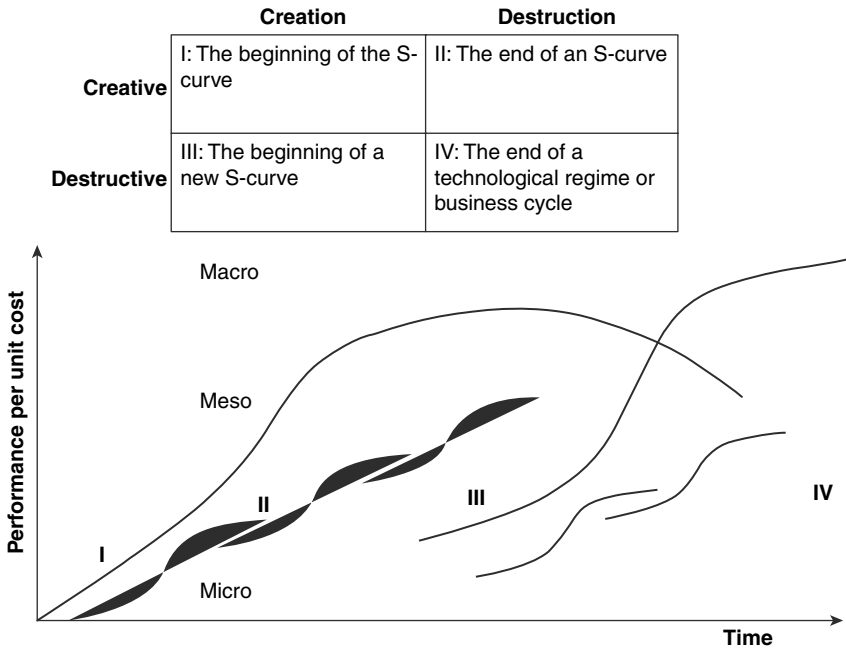 Creation
Destruction
Creative
I: The beginning of the S-
curve
II: The end of an S-curve
Destructive
III: The beginning of a
new S-curve
IV: The end of a
technological regime or
business cycle
Performance per unit cost
Macro
Meso
Micro
I
II
III
IV
Time